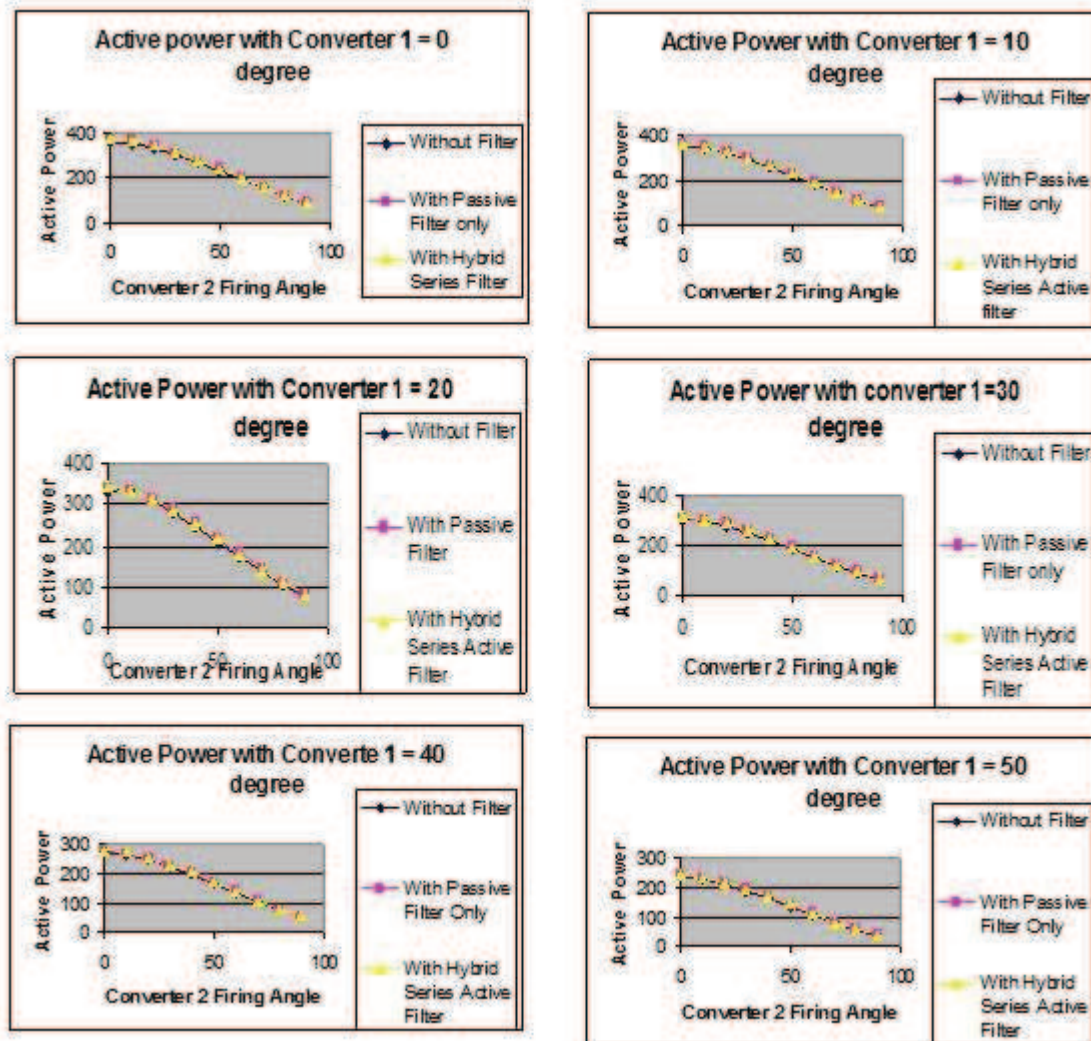 Active power with Converter 1 = 0
degree
Active Power
400
200
0
0
50
100
Converter 2 Firing Angle
Without Filter
With Passive
Filter only
With Hybrid
Series Filter
Active Power with Converter 1 = 10
degree
Active Power
400
200
0
0
50
100
Converter 2 Firing Angle
Without Filter
With Passive
Filter only
With Hybrid
Series Active
filter
Active Power with Converter 1 = 20
degree
Active Power
400
300
200
100
0
0
50
100
Converter 2 Firing Angle
Without Filter
With Passive
Filter
With Hybrid
Series Active
Filter
Active Power with converter 1=30
degree
Active Power
400
200
0
0
50
100
Converter 2 Firing Angle
Without Filter
With Passive
Filter only
With Hybrid
Series Active
Filter
Active Power with Converte 1 = 40
degree
Active Power
300
200
100
0
0
50
100
Converter 2 Firing Angle
Without Filter
With Passive
Filter Only
With Hybrid
Series Active
Filter
Active Power with Converter 1 = 50
degree
Active Power
300
200
100
0
0
50
100
Converter 2 Firing Angle
Without Filter
With Passive
Filter Only
With Hybrid
Series Active
Filter